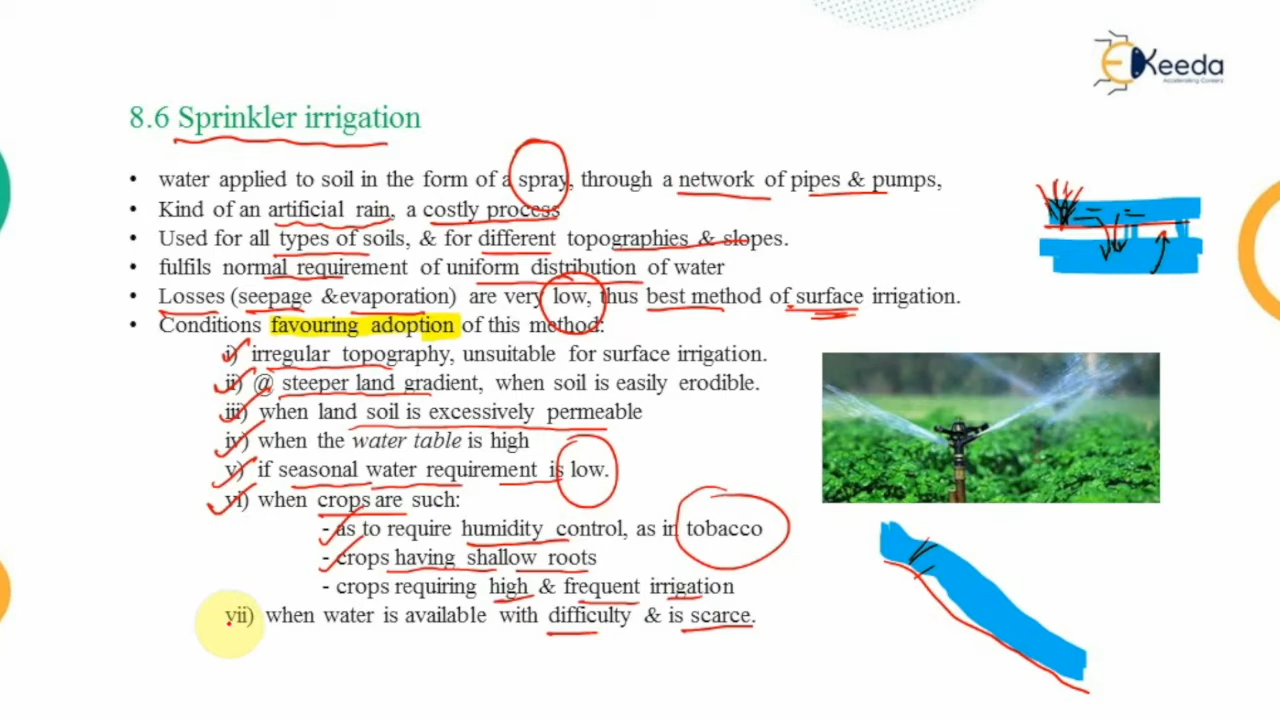 EKeeda
Accelerating Careers
8.6 Sprinkler irrigation
• water applied to soil in the form of a spray, through a network of pipes & pumps,
• Kind of an artificial rain, a costly process
• Used for all types of soils, & for different topographies & slopes.
• fulfils normal requirement of uniform distribution of water
• Losses (seepage &evaporation) are very low, thus best method of surface irrigation.
• Conditions favouring adoption of this method:
i) irregular topography, unsuitable for surface irrigation.
ii) @ steeper land gradient, when soil is easily erodible.
iii) when land soil is excessively permeable
iv) when the water table is high
v) if seasonal water requirement is low.
vi) when crops are such:
- as to require humidity control, as in tobacco
- crops having shallow roots
- crops requiring high & frequent irrigation
vii) when water is available with difficulty & is scarce.